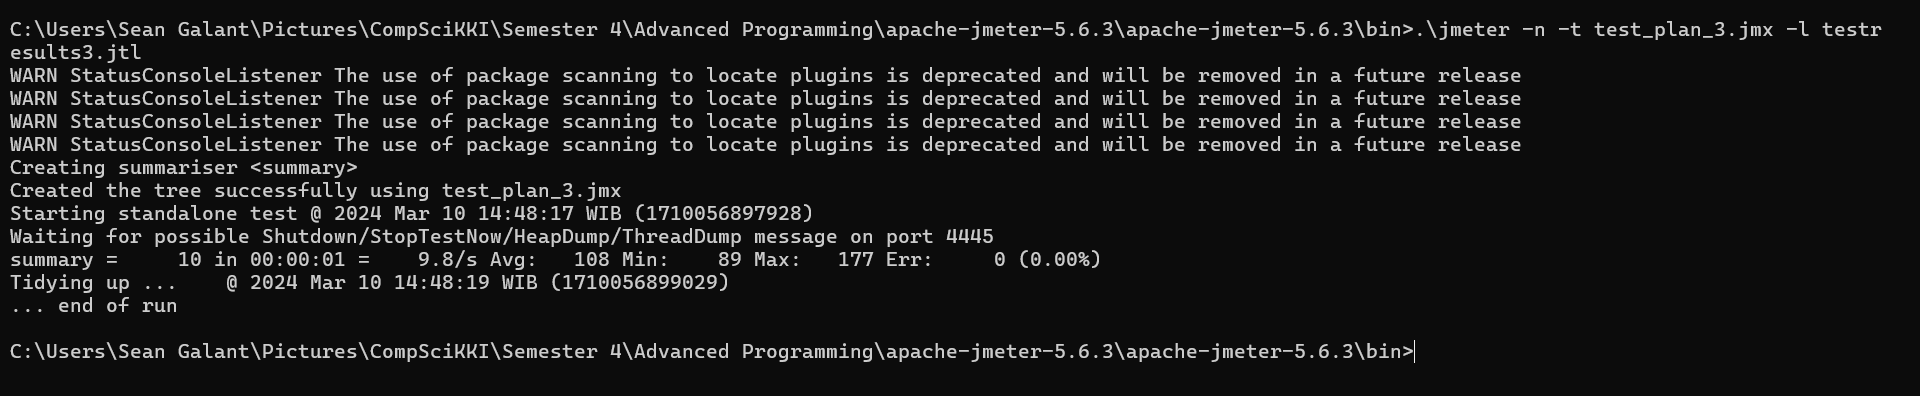 C:\Users\Sean Galant\Pictures\CompSciKKI\Semester 4\Advanced Programming\apache-jmeter-5.6.3\apache-jmeter-5.6.3\bin>.\jmeter -n -t test_plan_3.jmx -l testr
esults3.jtl
WARN StatusConsoleListener The use of package scanning to locate plugins is deprecated and will be removed in a future release
WARN StatusConsoleListener The use of package scanning to locate plugins is deprecated and will be removed in a future release
WARN StatusConsoleListener The use of package scanning to locate plugins is deprecated and will be removed in a future release
WARN StatusConsoleListener The use of package scanning to locate plugins is deprecated and will be removed in a future release
Creating summariser <summary>
Created the tree successfully using test_plan_3.jmx
Starting standalone test @ 2024 Mar 10 14:48:17 WIB (1710056897928)
Waiting for possible Shutdown/StopTestNow/HeapDump/ThreadDump message on port 4445
summary =     10 in 00:00:01 =    9.8/s Avg:   108 Min:    89 Max:   177 Err:     0 (0.00%)
Tidying up ...    @ 2024 Mar 10 14:48:19 WIB (1710056899029)
... end of run
C:\Users\Sean Galant\Pictures\CompSciKKI\Semester 4\Advanced Programming\apache-jmeter-5.6.3\apache-jmeter-5.6.3\bin>